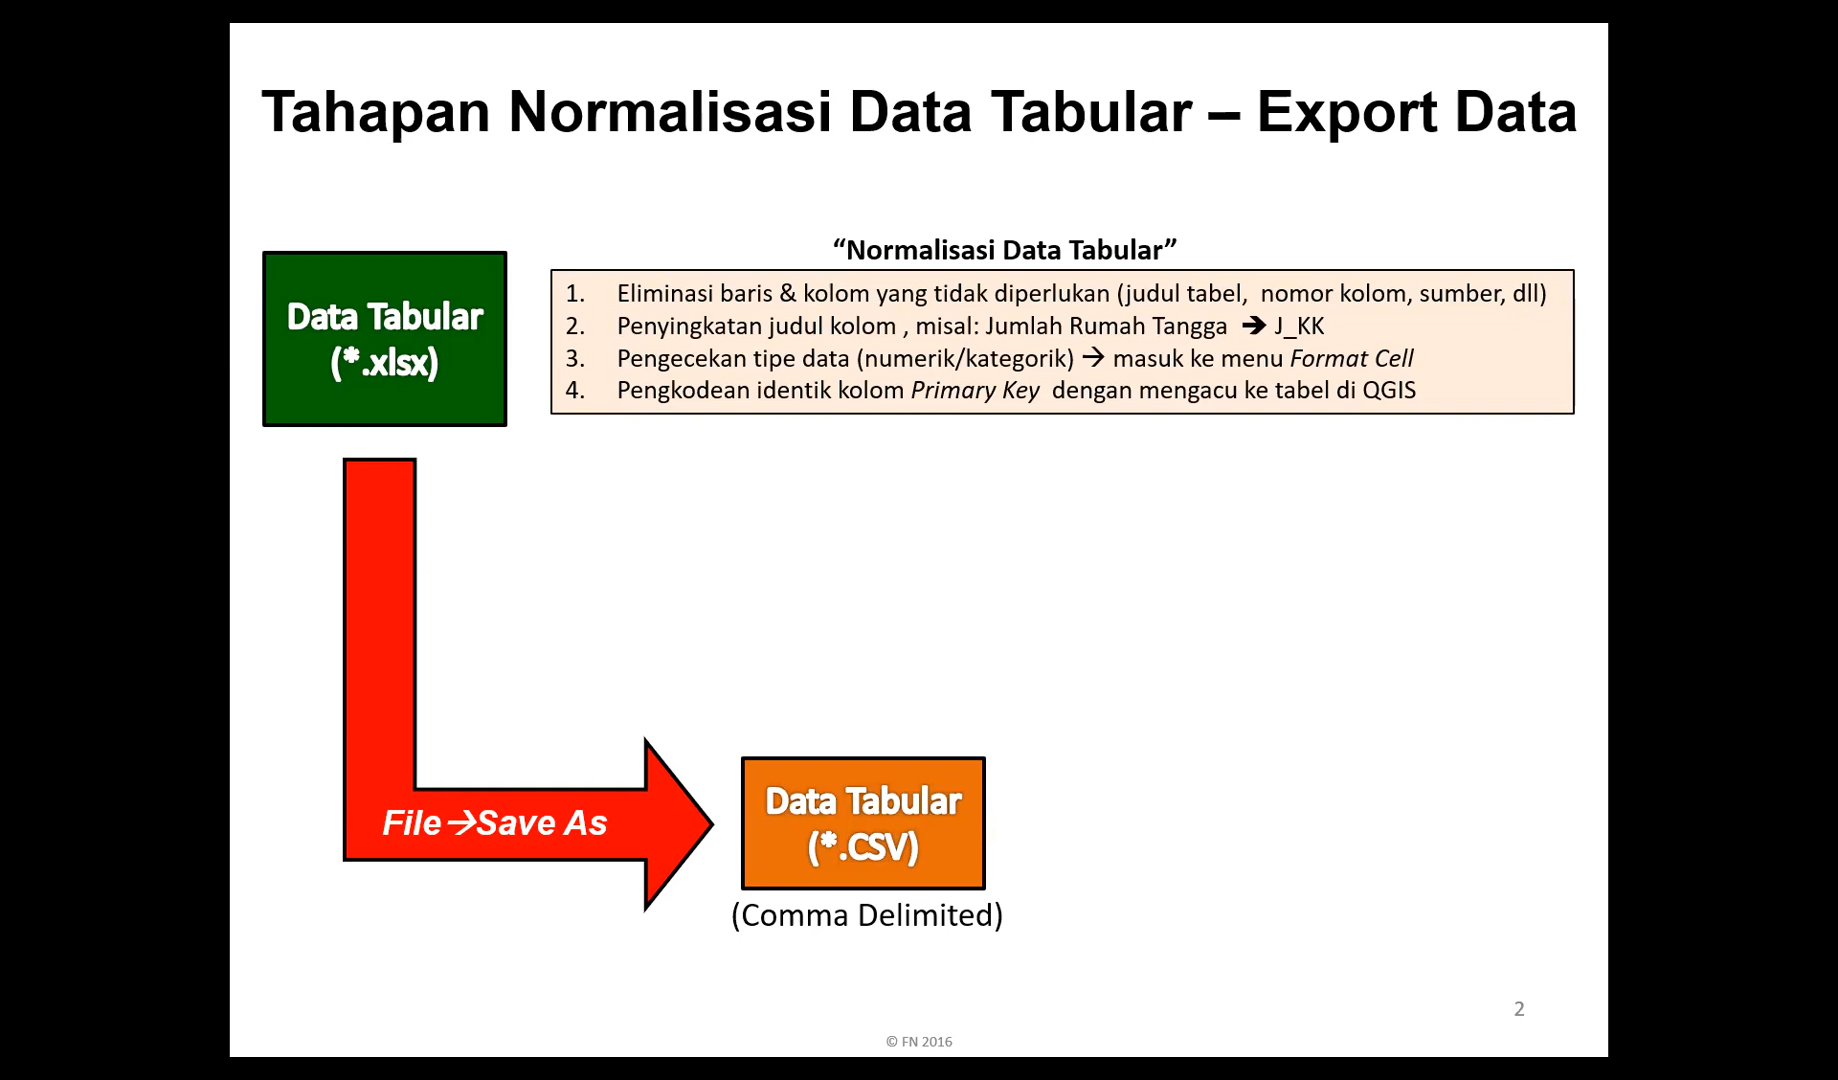 Tahapan Normalisasi Data Tabular – Export Data
“Normalisasi Data Tabular”
Data Tabular
(*.xlsx)
1. Eliminasi baris & kolom yang tidak diperlukan (judul tabel, nomor kolom, sumber, dll)
2. Penyingkatan judul kolom , misal: Jumlah Rumah Tangga → J_KK
3. Pengecekan tipe data (numerik/kategorik) → masuk ke menu Format Cell
4. Pengkodean identik kolom Primary Key dengan mengacu ke tabel di QGIS
File→Save As
Data Tabular
(*.CSV)
(Comma Delimited)
2
© FN 2016